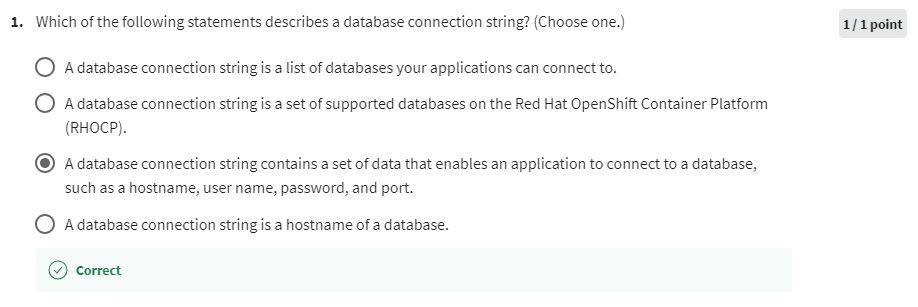 1. Which of the following statements describes a database connection string? (Choose one.)
1 / 1 point
A database connection string is a list of databases your applications can connect to.
A database connection string is a set of supported databases on the Red Hat OpenShift Container Platform
(RHOCP).
A database connection string contains a set of data that enables an application to connect to a database,
such as a hostname, user name, password, and port.
A database connection string is a hostname of a database.
Correct